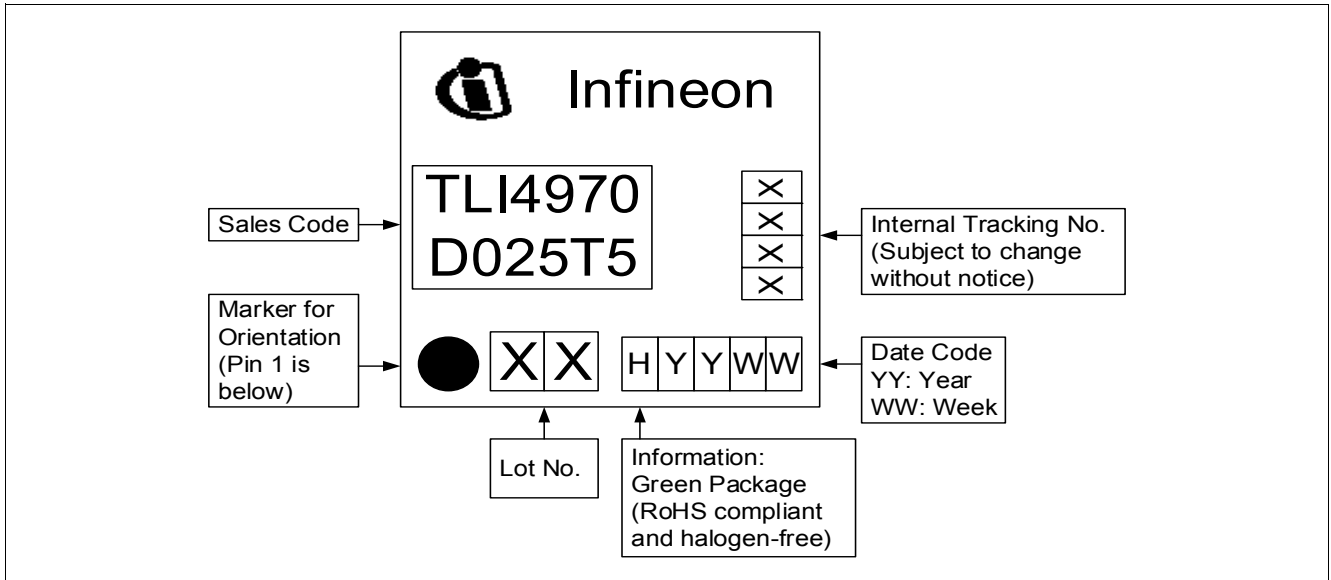 Infineon
TLI4970
D025T5
X
X
X
X
Sales Code
Internal Tracking No.
(Subject to change
without notice)
Marker for
Orientation
(Pin 1 is
below)
X X
H Y Y W W
Date Code
YY: Year
WW: Week
Lot No.
Information:
Green Package
(RoHS compliant
and halogen-free)